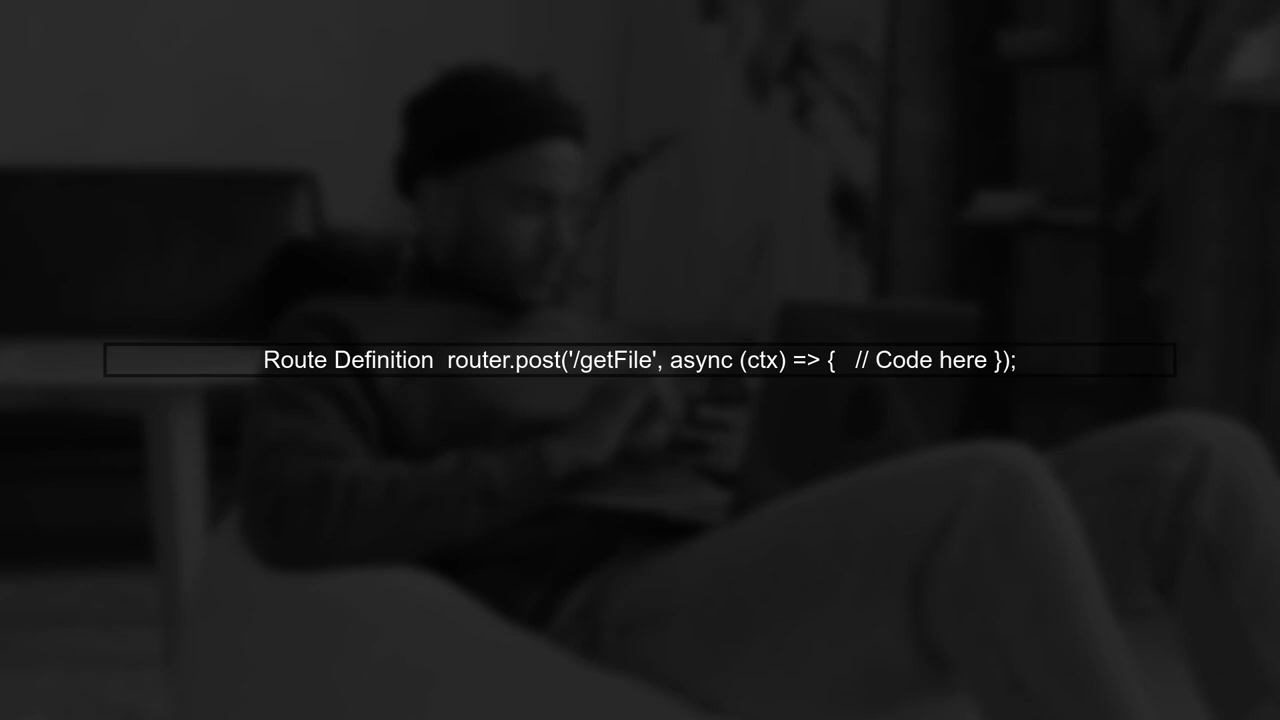 Route Definition  router.post('/getFile', async (ctx) => {   // Code here });